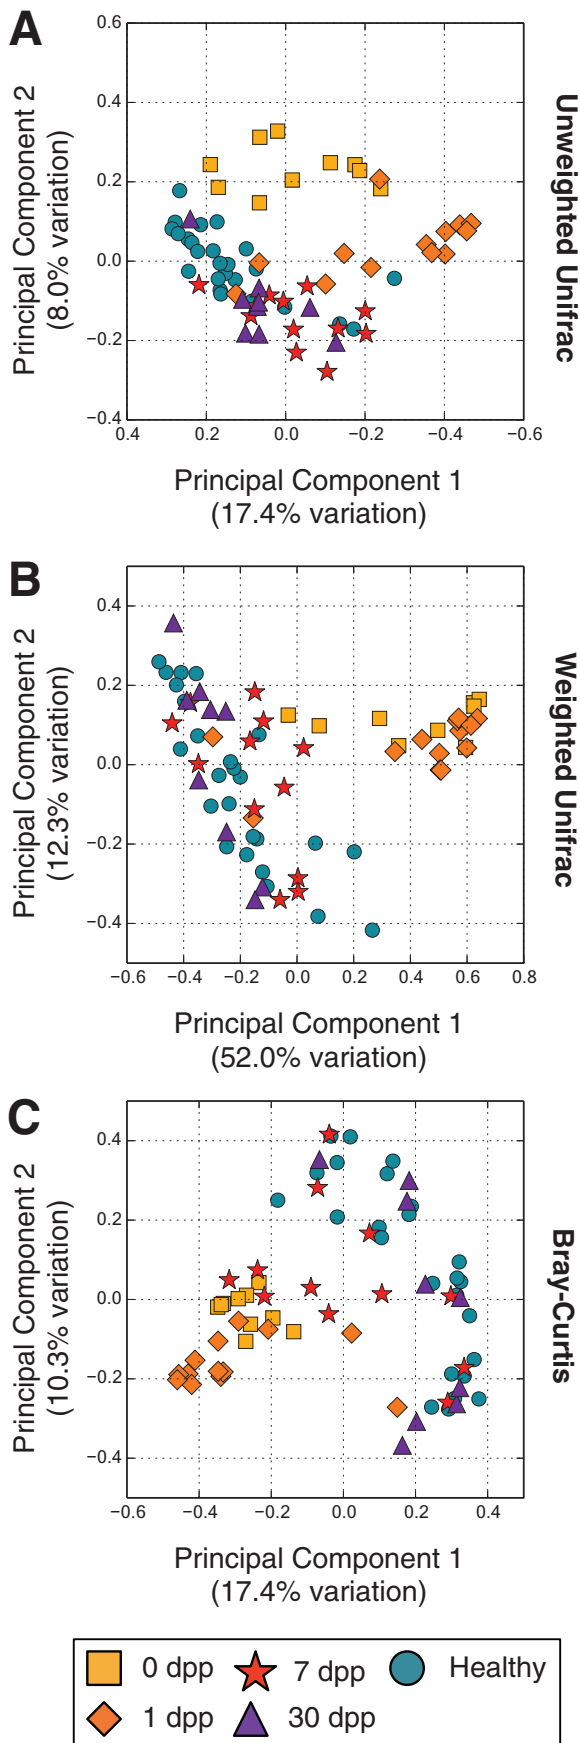 A
0.6
0.4
0.2
0.0
−0.2
−0.4
0.4 0.2 0.0 −0.2 −0.4 −0.6
Principal Component 2
(8.0% variation)
Principal Component 1
(17.4% variation)
Unweighted Unifrac
B
0.4
0.2
0.0
−0.2
−0.4
−0.6 −0.4 −0.2 0.0 0.2 0.4 0.6 0.8
Principal Component 2
(12.3% variation)
Principal Component 1
(52.0% variation)
Weighted Unifrac
C
0.4
0.2
0.0
−0.2
−0.4
−0.6 −0.4 −0.2 0.0 0.2 0.4
Principal Component 2
(10.3% variation)
Principal Component 1
(17.4% variation)
Bray-Curtis
0 dpp 7 dpp Healthy
1 dpp 30 dpp